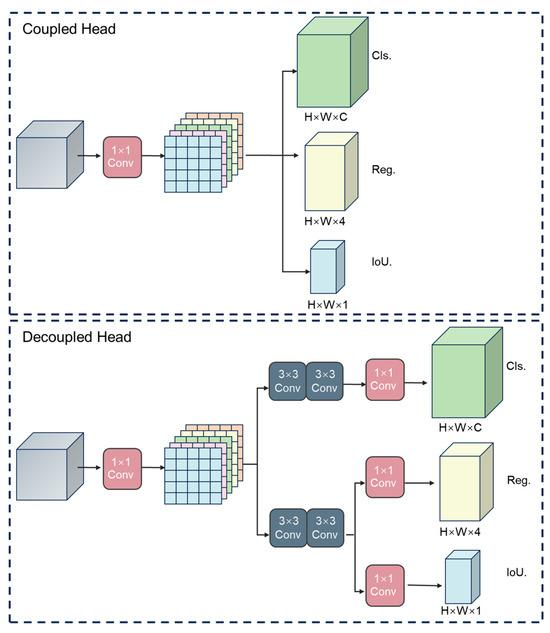 Coupled Head
Cls.
H×W×C
1×1
Conv
Reg.
H×W×4
IoU.
H×W×1
Decoupled Head
3×3
Conv
3×3
Conv
1×1
Conv
Cls.
H×W×C
1×1
Conv
1×1
Conv
Reg.
H×W×4
3×3
Conv
3×3
Conv
1×1
Conv
IoU.
H×W×1